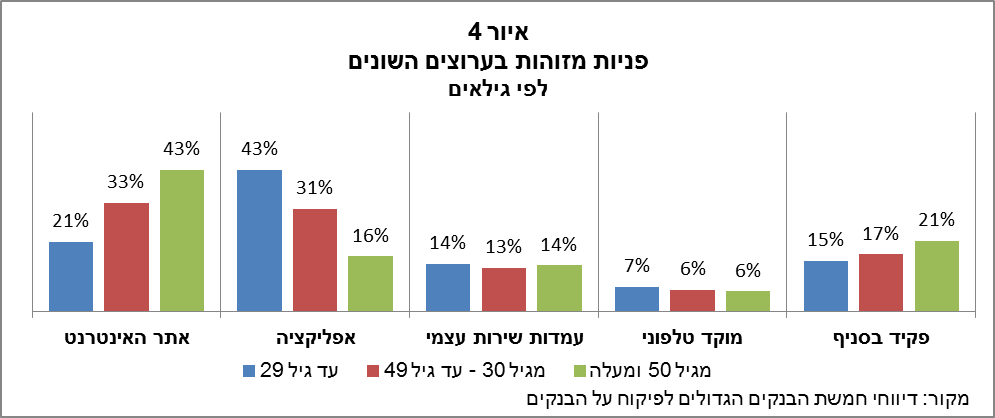 איור 4
פניות מזוהות בערוצים השונים
לפי גילאים
21% 33% 43%
43% 31% 16%
14% 13% 14%
7% 6% 6%
15% 17% 21%
אתר האינטרנט
אפליקציה
עמדות שירות עצמי
מוקד טלפוני
פקיד בסניף
עד גיל 29
מגיל 30 - עד גיל 49
מגיל 50 ומעלה
מקור: דיווחי חמשת הבנקים הגדולים לפיקוח על הבנקים